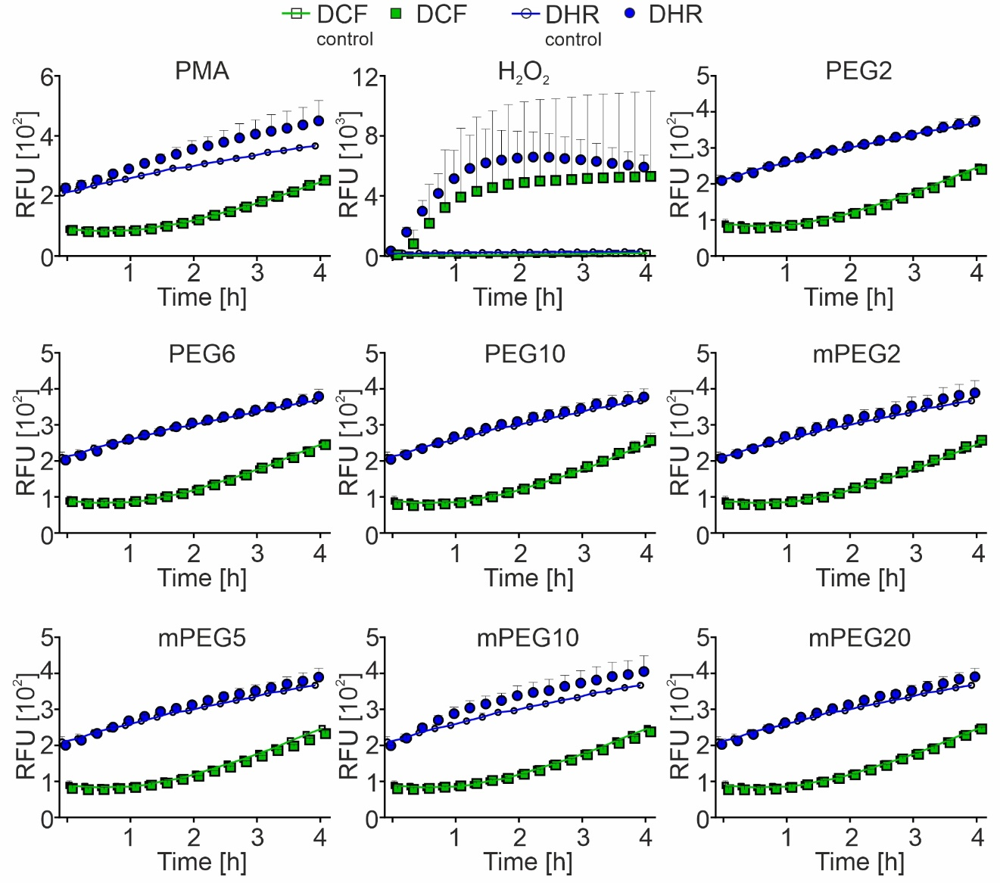 DCF control DCF DHR control DHR
PMA
6
4
2
0
RFU [10²]
1 2 3 4
Time [h]
H₂O₂
12
8
4
0
RFU [10³]
1 2 3 4
Time [h]
PEG2
5
4
3
2
1
0
RFU [10²]
1 2 3 4
Time [h]
PEG6
5
4
3
2
1
0
RFU [10²]
1 2 3 4
Time [h]
PEG10
5
4
3
2
1
0
RFU [10²]
1 2 3 4
Time [h]
mPEG2
5
4
3
2
1
0
RFU [10²]
1 2 3 4
Time [h]
mPEG5
5
4
3
2
1
0
RFU [10²]
1 2 3 4
Time [h]
mPEG10
5
4
3
2
1
0
RFU [10²]
1 2 3 4
Time [h]
mPEG20
5
4
3
2
1
0
RFU [10²]
1 2 3 4
Time [h]